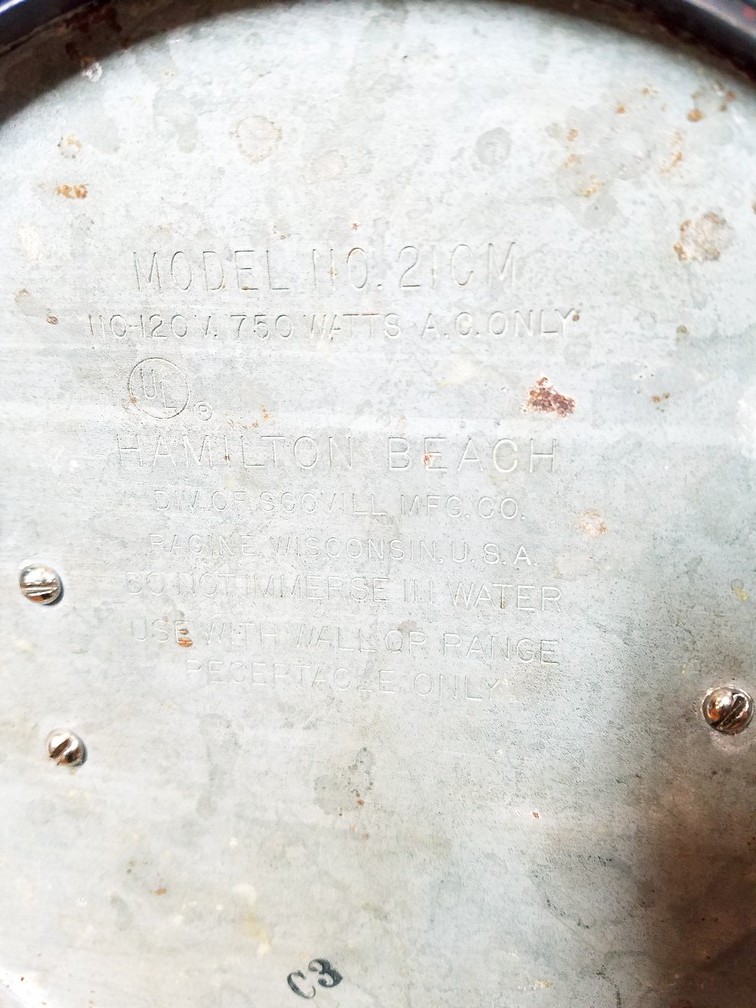 MODEL NO. 21CM
110-120 V. 750 WATTS A.C. ONLY
UL ®
HAMILTON BEACH
DIV. OF SCOVILL MFG. CO.
RACINE, WISCONSIN, U.S.A.
DO NOT IMMERSE IN WATER
USE WITH WALL OR RANGE
RECEPTACLE ONLY
C3